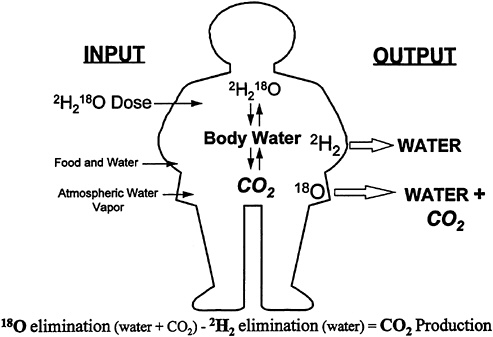 INPUT
OUTPUT
²H₂¹⁸O
²H₂¹⁸O Dose
Body Water
²H₂
WATER
Food and Water
CO₂
¹⁸O
Atmospheric Water
Vapor
WATER +
CO₂
¹⁸O elimination (water + CO₂) - ²H₂ elimination (water) = CO₂ Production